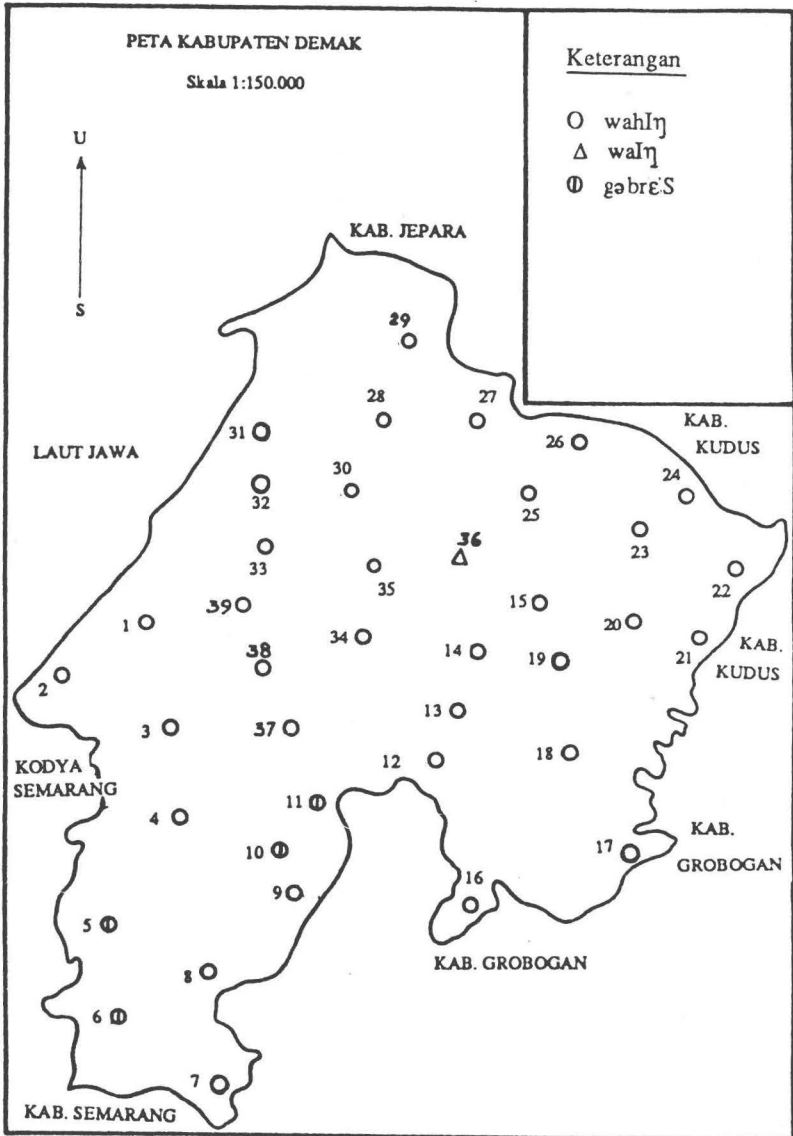 PETA KABUPATEN DEMAK
Skala 1:150.000
Keterangan
O wahIŋ
Δ waIŋ
⦶ gəbrɛ:S
U
S
KAB. JEPARA
29
28
27
26
KAB.
KUDUS
31
LAUT JAWA
30
24
32
25
36
23
33
35
22
39
15
1
34
20
14
38
19
21
KAB.
KUDUS
2
13
3
37
18
12
KODYA
SEMARANG
11
4
KAB.
GROBOGAN
10
17
9
16
5
KAB. GROBOGAN
8
6
7
KAB. SEMARANG